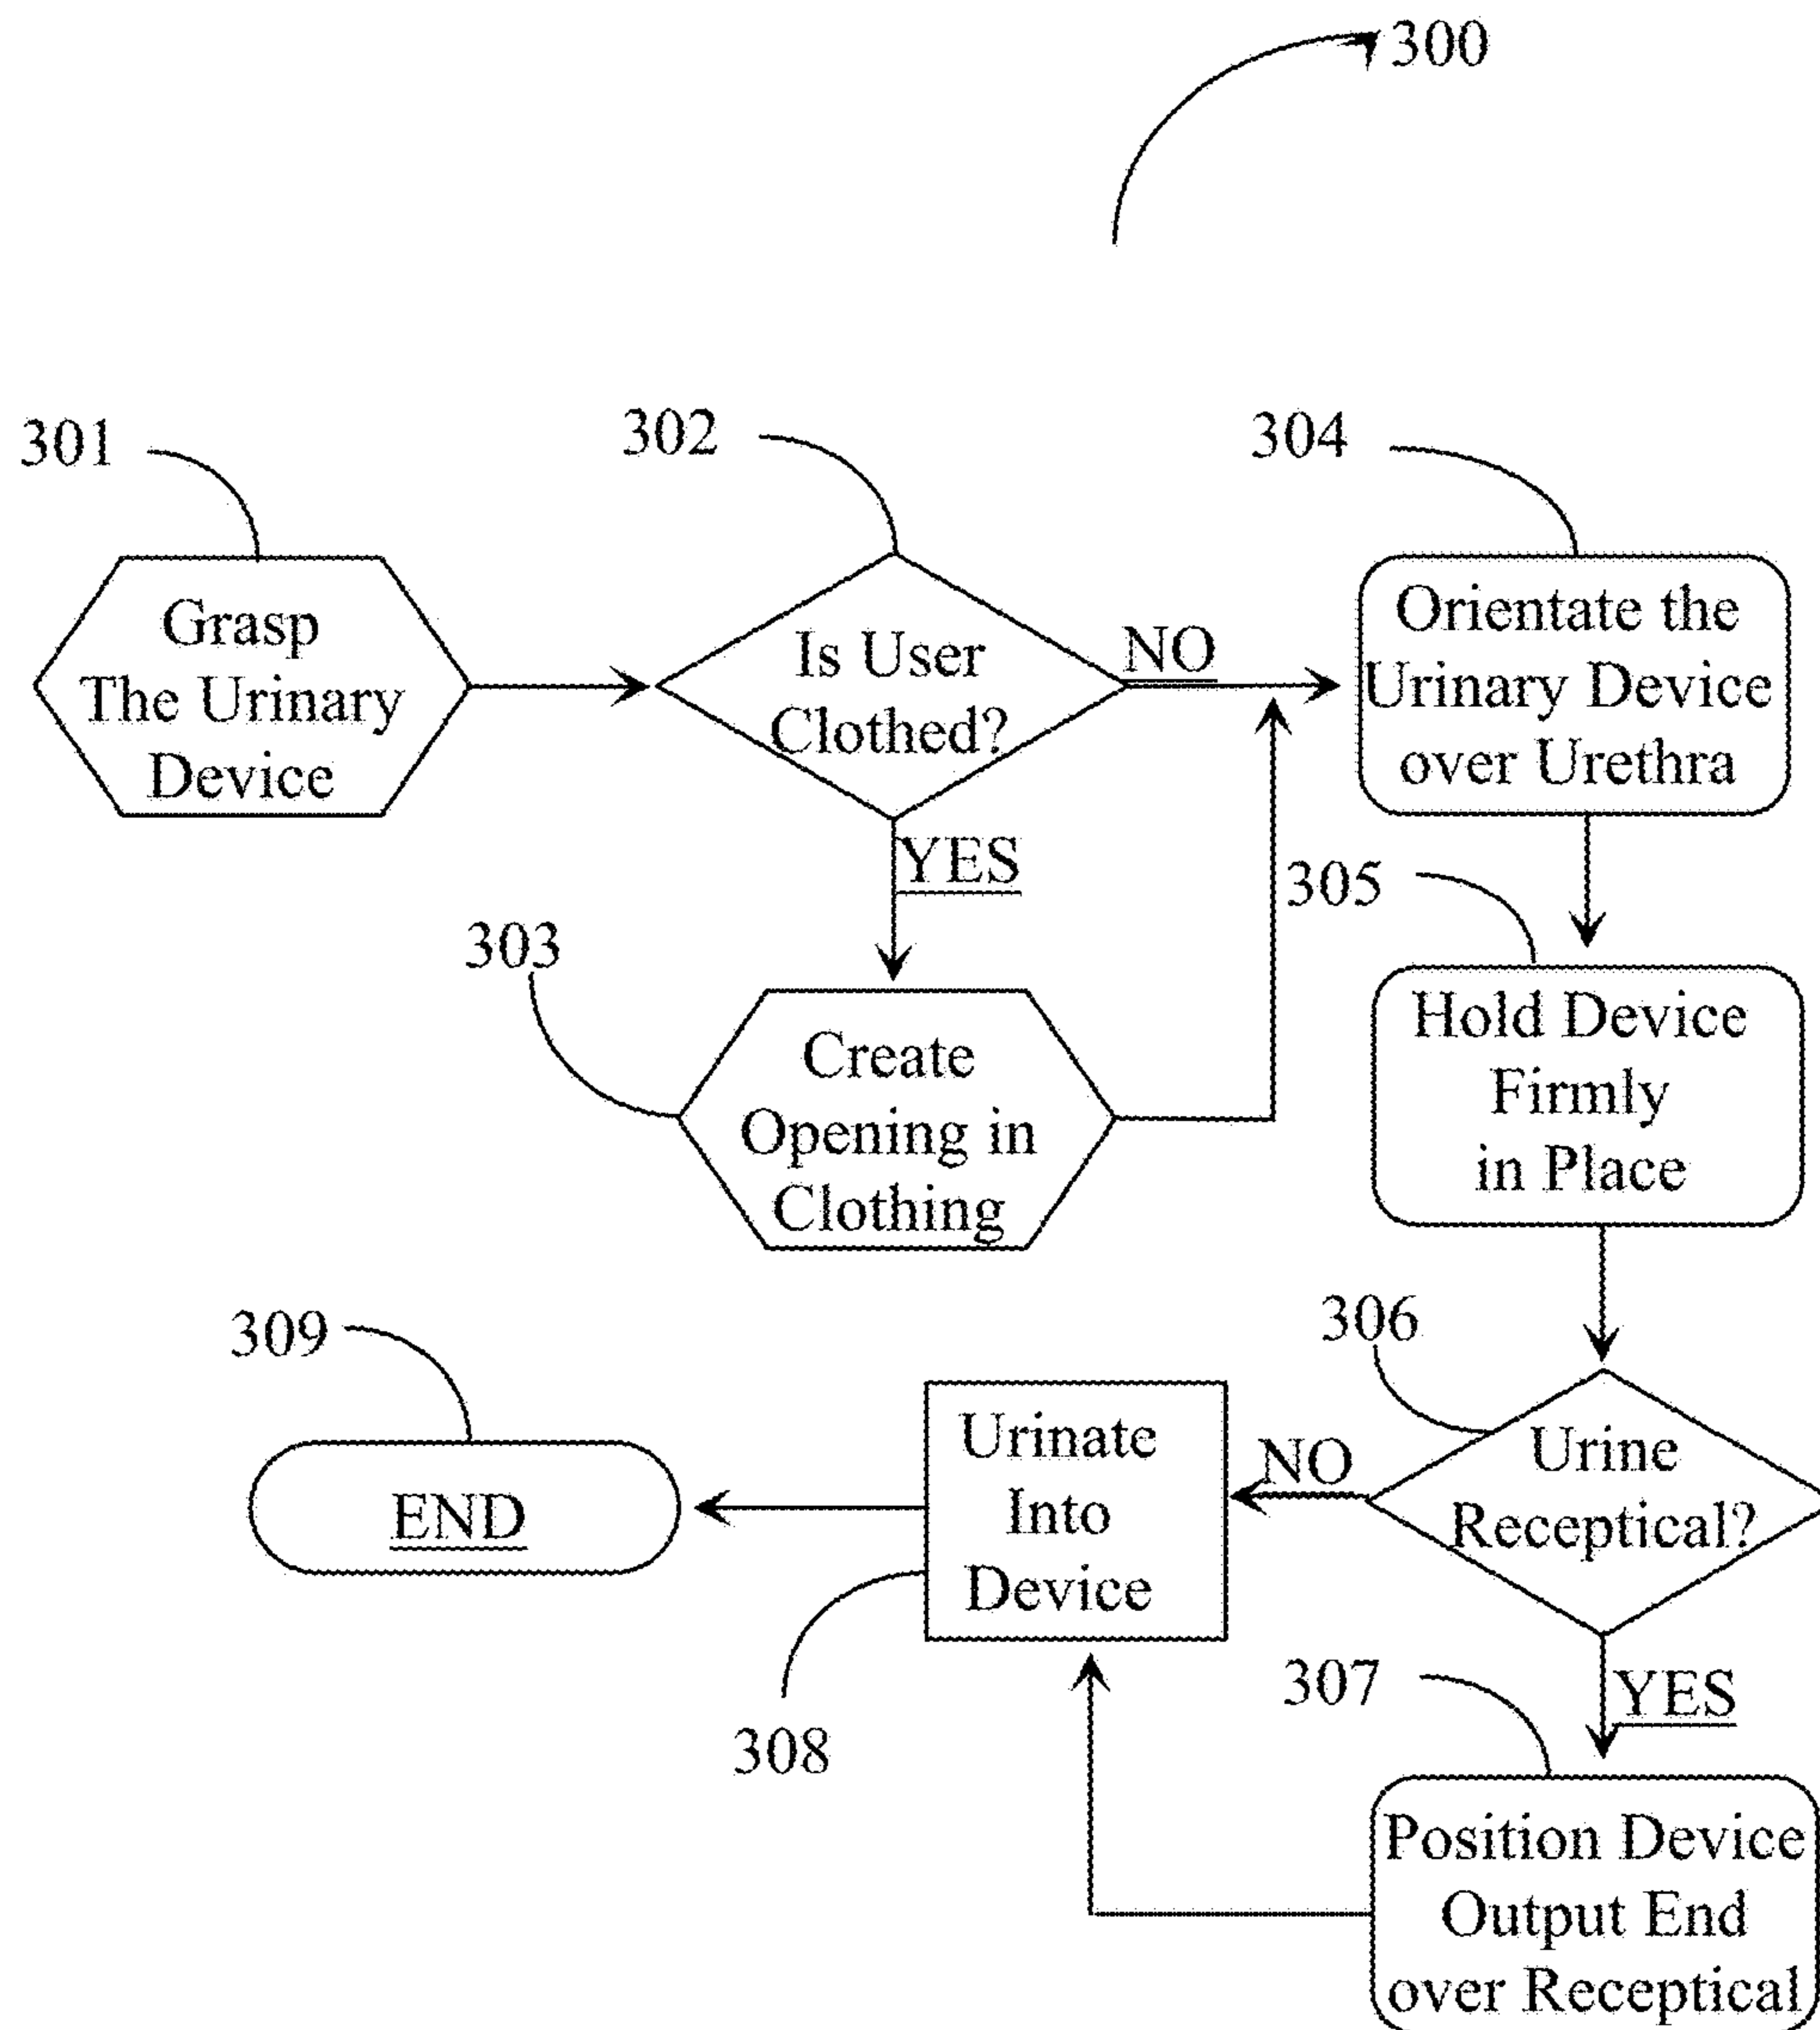 300
301
Grasp
The Urinary
Device
302
Is User
Clothed?
NO
YES
303
Create
Opening in
Clothing
304
Orientate the
Urinary Device
over Urethra
305
Hold Device
Firmly
in Place
306
Urine
Receptical?
NO
YES
307
Position Device
Output End
over Receptical
308
Urinate
Into
Device
309
END